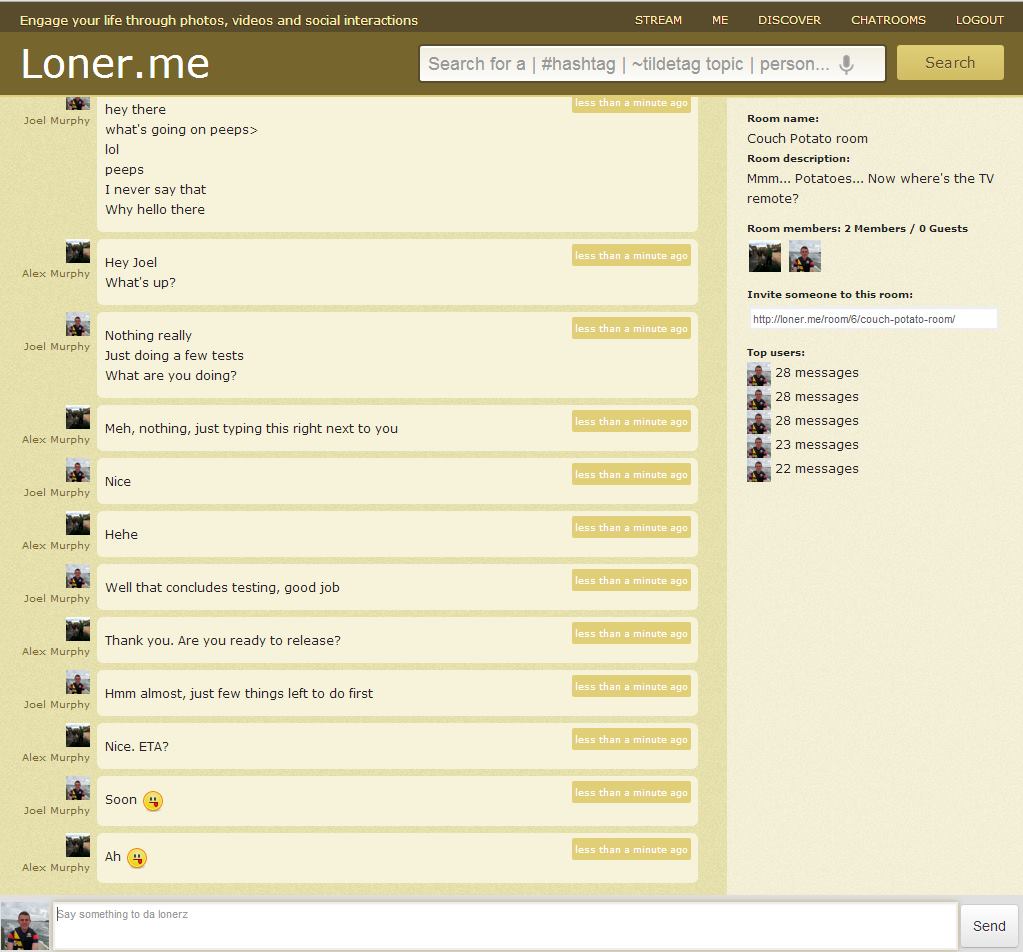 Engage your life through photos, videos and social interactions
STREAM ME DISCOVER CHATROOMS LOGOUT
Loner.me
Search for a | #hashtag | ~tildetag topic | person...
Search
Joel Murphy
less than a minute ago
hey there
what's going on peeps>
lol
peeps
I never say that
Why hello there
Alex Murphy
less than a minute ago
Hey Joel
What's up?
Joel Murphy
less than a minute ago
Nothing really
Just doing a few tests
What are you doing?
Alex Murphy
less than a minute ago
Meh, nothing, just typing this right next to you
Joel Murphy
less than a minute ago
Nice
Alex Murphy
less than a minute ago
Hehe
Joel Murphy
less than a minute ago
Well that concludes testing, good job
Alex Murphy
less than a minute ago
Thank you. Are you ready to release?
Joel Murphy
less than a minute ago
Hmm almost, just few things left to do first
Alex Murphy
less than a minute ago
Nice. ETA?
Joel Murphy
less than a minute ago
Soon
Alex Murphy
less than a minute ago
Ah
Room name:
Couch Potato room
Room description:
Mmm... Potatoes... Now where's the TV
remote?
Room members: 2 Members / 0 Guests
Invite someone to this room:
http://loner.me/room/6/couch-potato-room/
Top users:
28 messages
28 messages
28 messages
23 messages
22 messages
Say something to da lonerz
Send